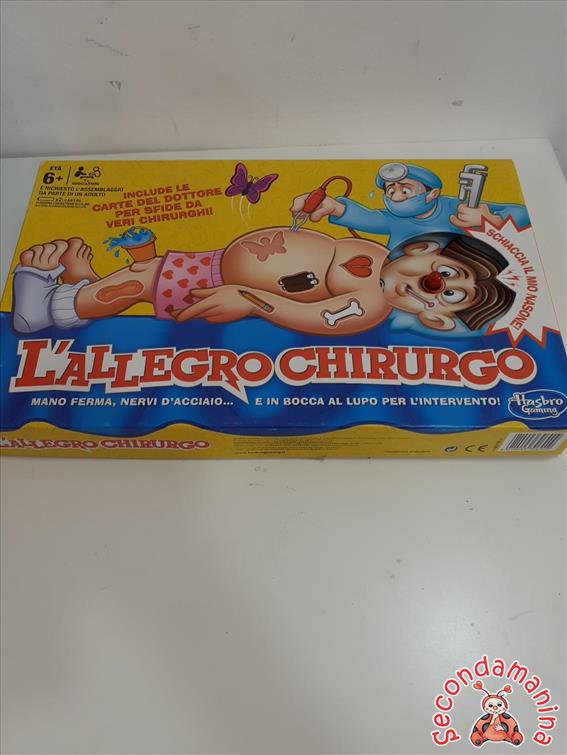 ETÀ
6+
GIOCATORI
È RICHIESTO L'ASSEMBLAGGIO
DA PARTE DI UN ADULTO
INCLUDE LE
CARTE DEL DOTTORE
PER SFIDE DA
VERI CHIRURGHI!
SCHIACCIA IL MIO NASONE!
L'ALLEGRO CHIRURGO
MANO FERMA, NERVI D'ACCIAIO... E IN BOCCA AL LUPO PER L'INTERVENTO!
Hasbro
Gaming
L'ALLEGRO CHIRURGO
CE
secondamanina